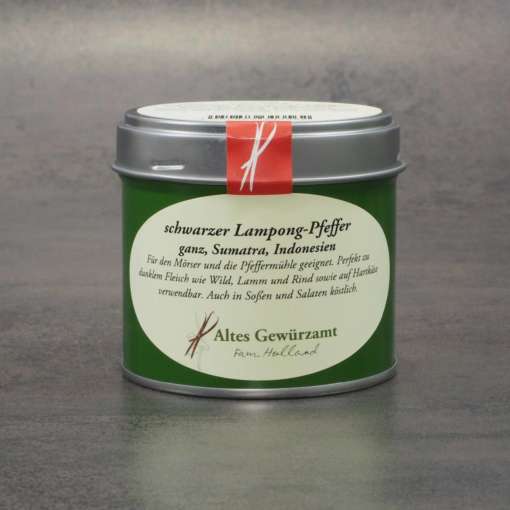 schwarzer Lampong-Pfeffer
ganz, Sumatra, Indonesien
Für den Mörser und die Pfeffermühle geeignet. Perfekt zu
dunklem Fleisch wie Wild, Lamm und Rind sowie auf Hartkäse
verwendbar. Auch in Soßen und Salaten köstlich.
Altes Gewürzamt
Fam. Holland